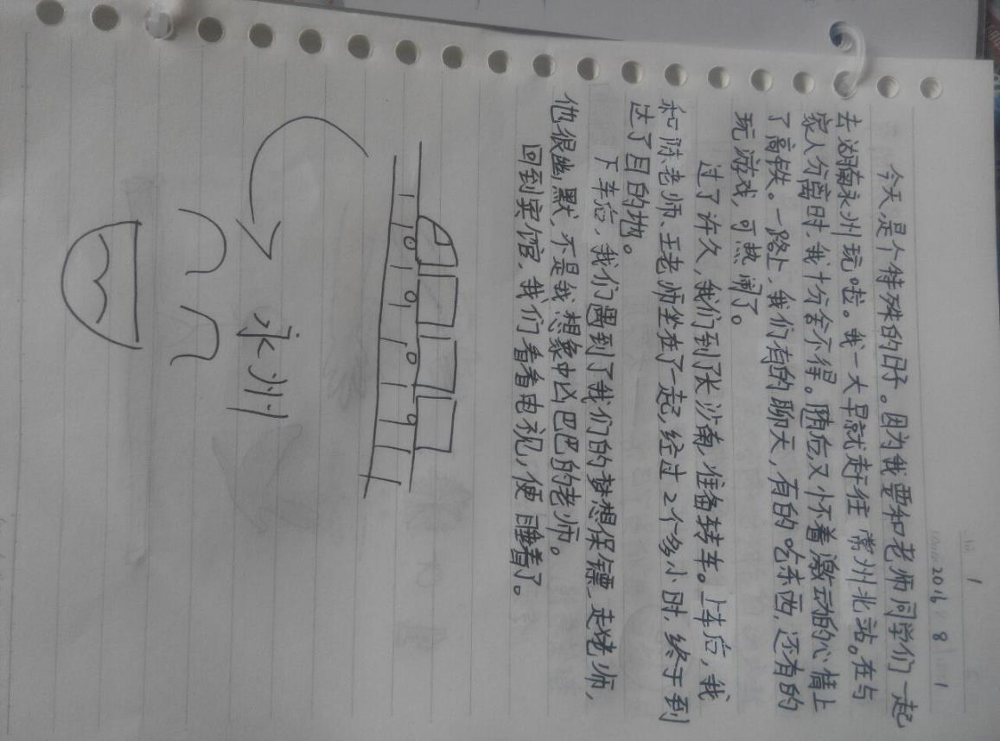 1
2016 8 1
今天,是个特殊的日子。因为我要和老师同学们一起
去湖南永州玩啦。我一大早就赶往常州北站。在与
家人分离时,我十分舍不得。随后又怀着激动的心情上
了高铁。一路上,我们有的聊天,有的吃东西,还有的
玩游戏,可热闹了。
过了许久,我们到了长沙南,准备转车。上车后,我
和陈老师、王老师坐在了一起,经过2个多小时,终于到
过了目的地。
下车后,我们遇到了我们的梦想保镖,走老师,
他很幽默,不是我想象中凶巴巴的老师。
回到宾馆,我们看看电视,便睡着了。
永州